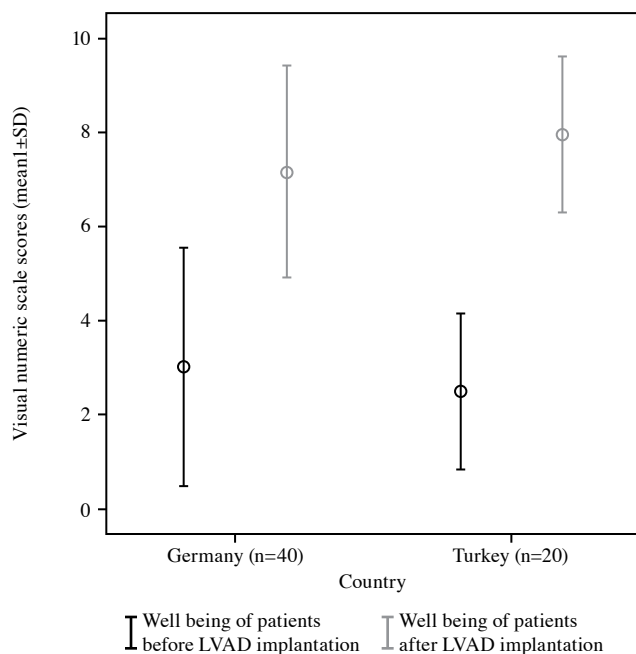 Visual numeric scale scores (mean1±SD)
10
8
6
4
2
0
Germany (n=40)
Turkey (n=20)
Country
Well being of patients
before LVAD implantation
Well being of patients
after LVAD implantation